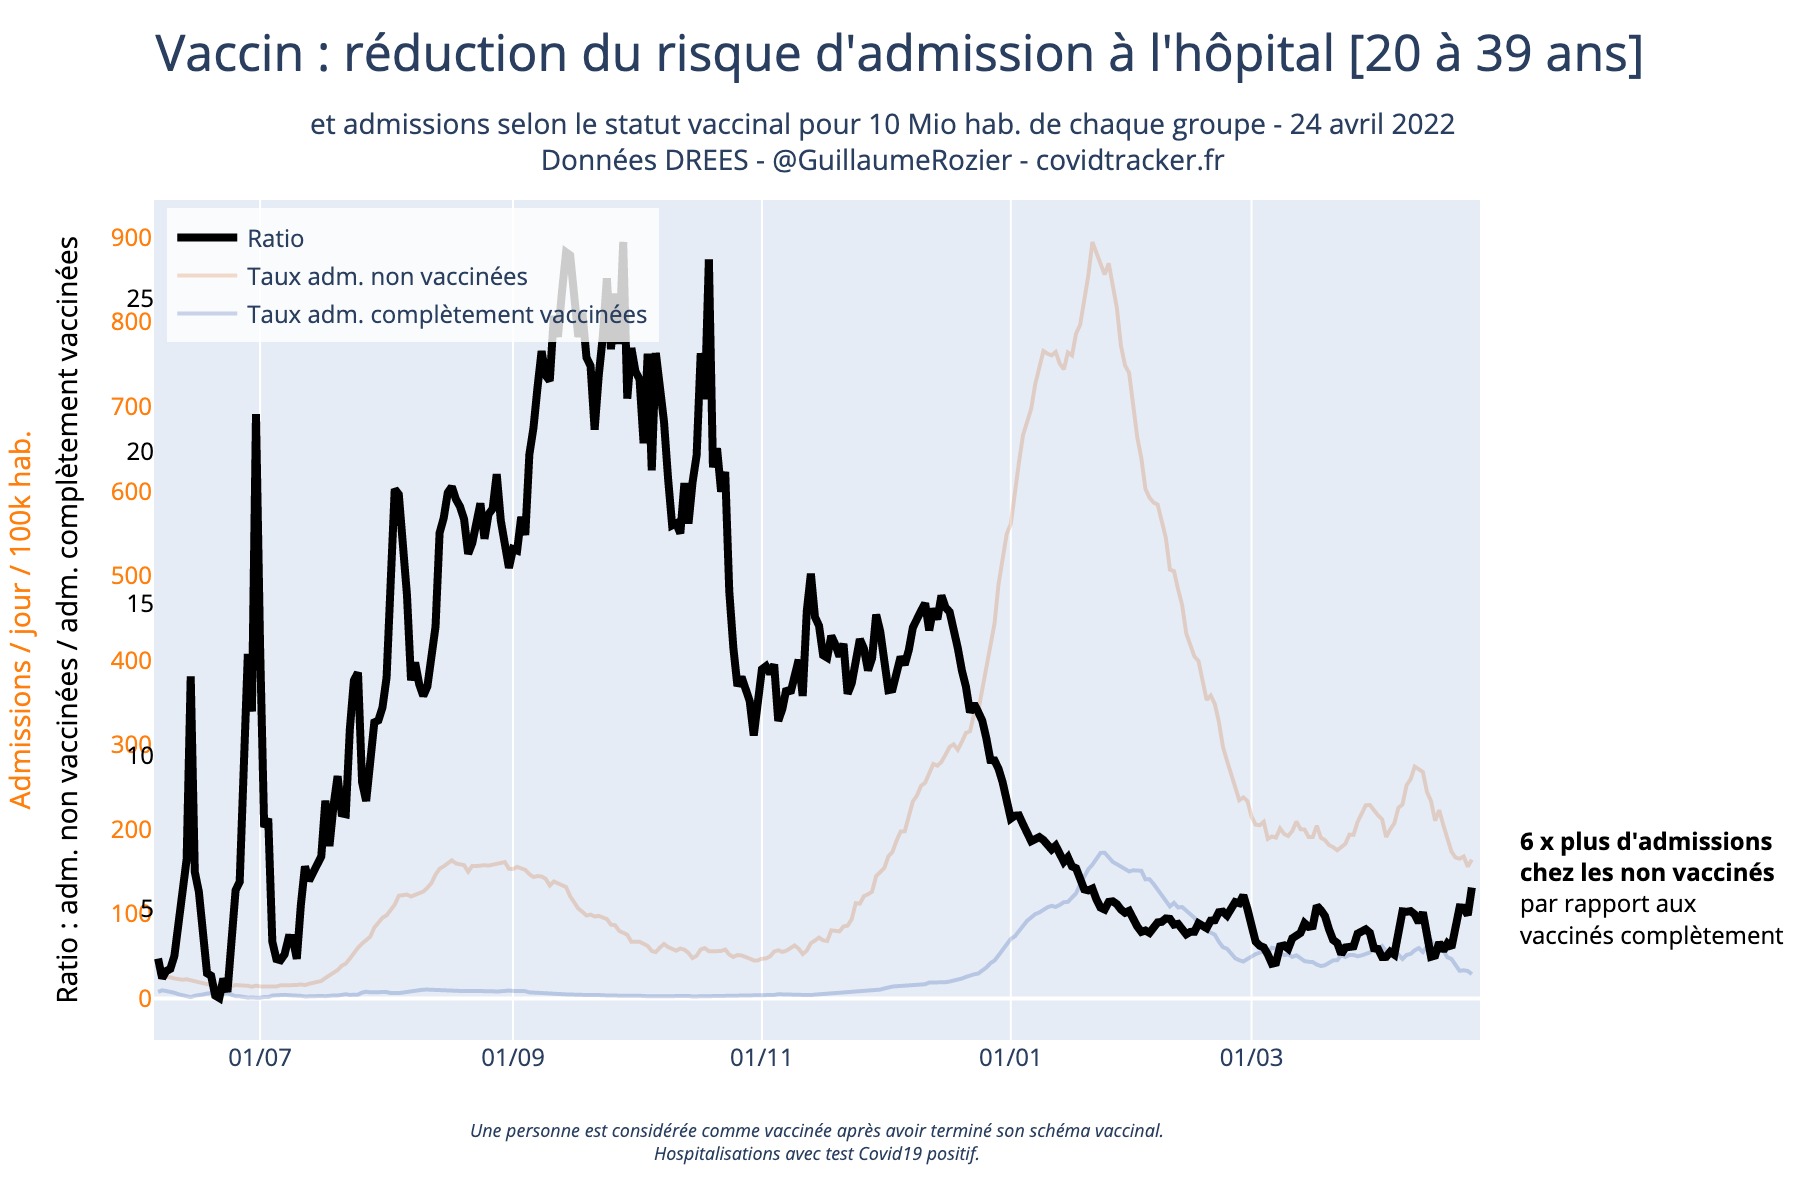 Vaccin : réduction du risque d'admission à l'hôpital [20 à 39 ans]
et admissions selon le statut vaccinal pour 10 Mio hab. de chaque groupe - 24 avril 2022
Données DREES - @GuillaumeRozier - covidtracker.fr
Admissions / jour / 100k hab.
Ratio : adm. non vaccinées / adm. complètement vaccinées
Ratio
Taux adm. non vaccinées
Taux adm. complètement vaccinées
900
25
800
700
20
600
500
15
400
300
10
200
100
5
0
6 x plus d'admissions
chez les non vaccinés
par rapport aux
vaccinés complètement
01/07
01/09
01/11
01/01
01/03
Une personne est considérée comme vaccinée après avoir terminé son schéma vaccinal.
Hospitalisations avec test Covid19 positif.